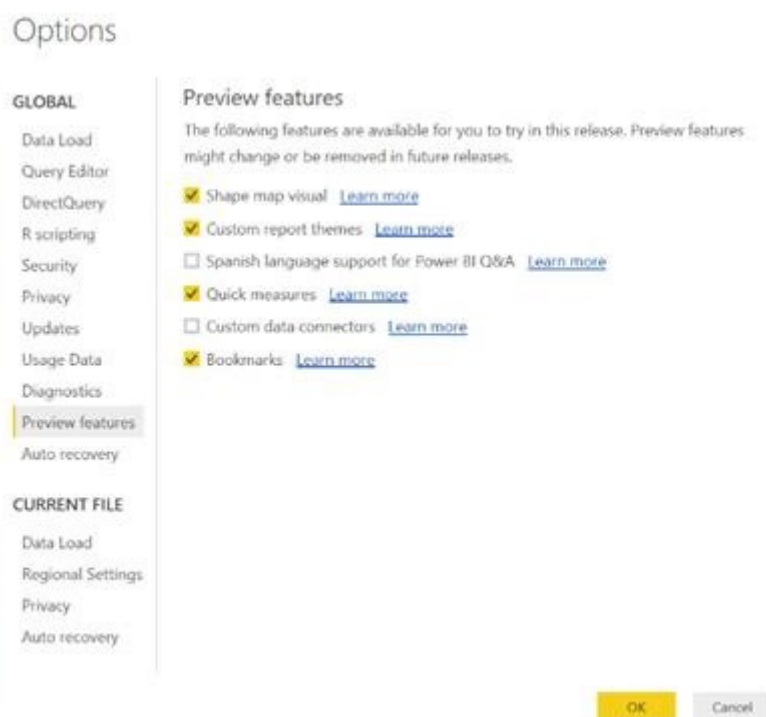 Options
GLOBAL
Data Load
Query Editor
DirectQuery
R scripting
Security
Privacy
Updates
Usage Data
Diagnostics
Preview features
Auto recovery
CURRENT FILE
Data Load
Regional Settings
Privacy
Auto recovery
Preview features
The following features are available for you to try in this release. Preview features
might change or be removed in future releases.
Shape map visual Learn more
Custom report themes Learn more
Spanish language support for Power BI Q&A Learn more
Quick measures Learn more
Custom data connectors Learn more
Bookmarks Learn more
OK Cancel